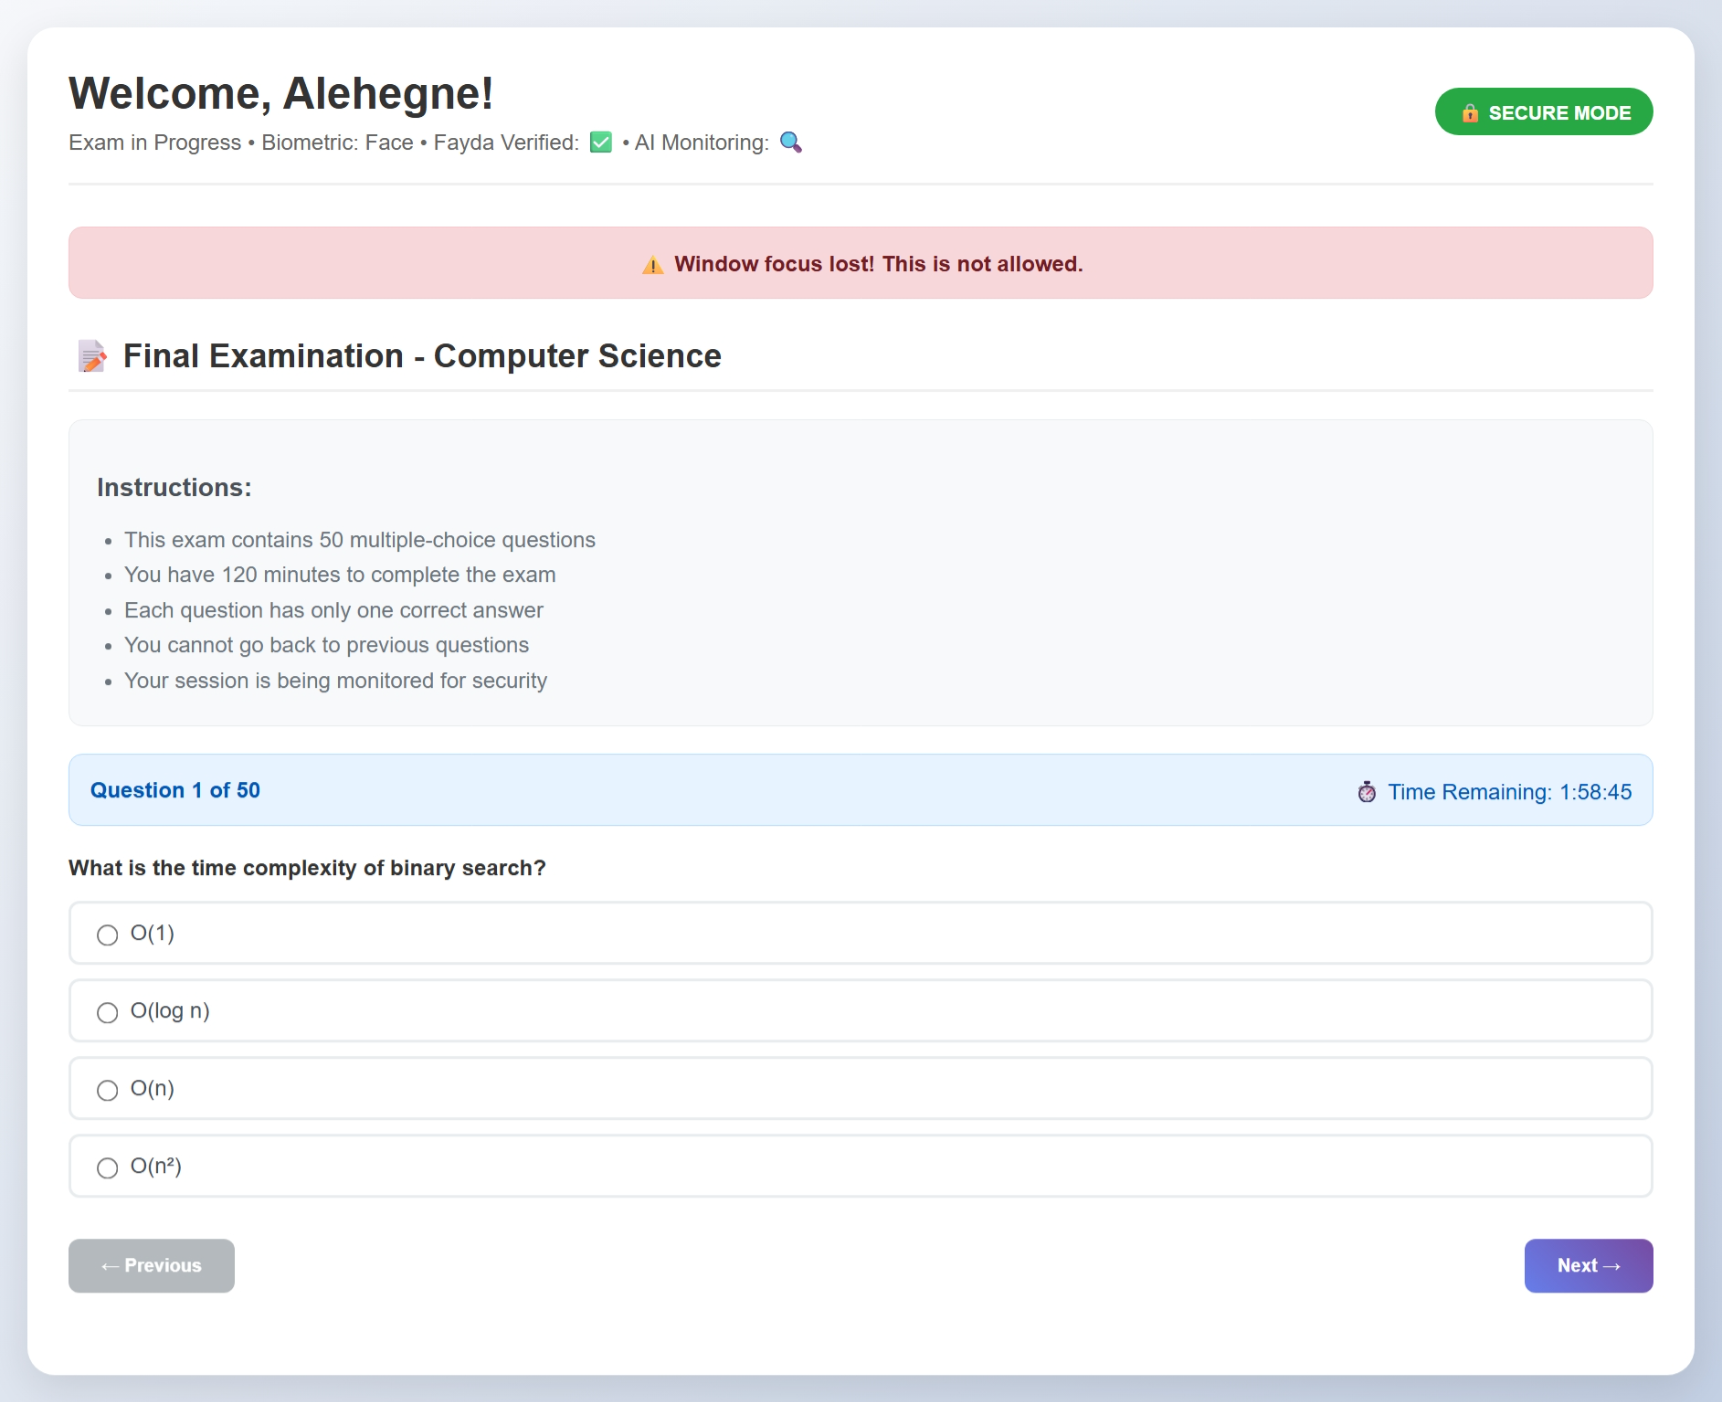 Welcome, Alehegne!
Exam in Progress • Biometric: Face • Fayda Verified: ✅ • AI Monitoring: 🔍
🔒 SECURE MODE
⚠️ Window focus lost! This is not allowed.
📝 Final Examination - Computer Science
Instructions:
• This exam contains 50 multiple-choice questions
• You have 120 minutes to complete the exam
• Each question has only one correct answer
• You cannot go back to previous questions
• Your session is being monitored for security
Question 1 of 50
⏱️ Time Remaining: 1:58:45
What is the time complexity of binary search?
O(1)
O(log n)
O(n)
O(n²)
← Previous
Next →